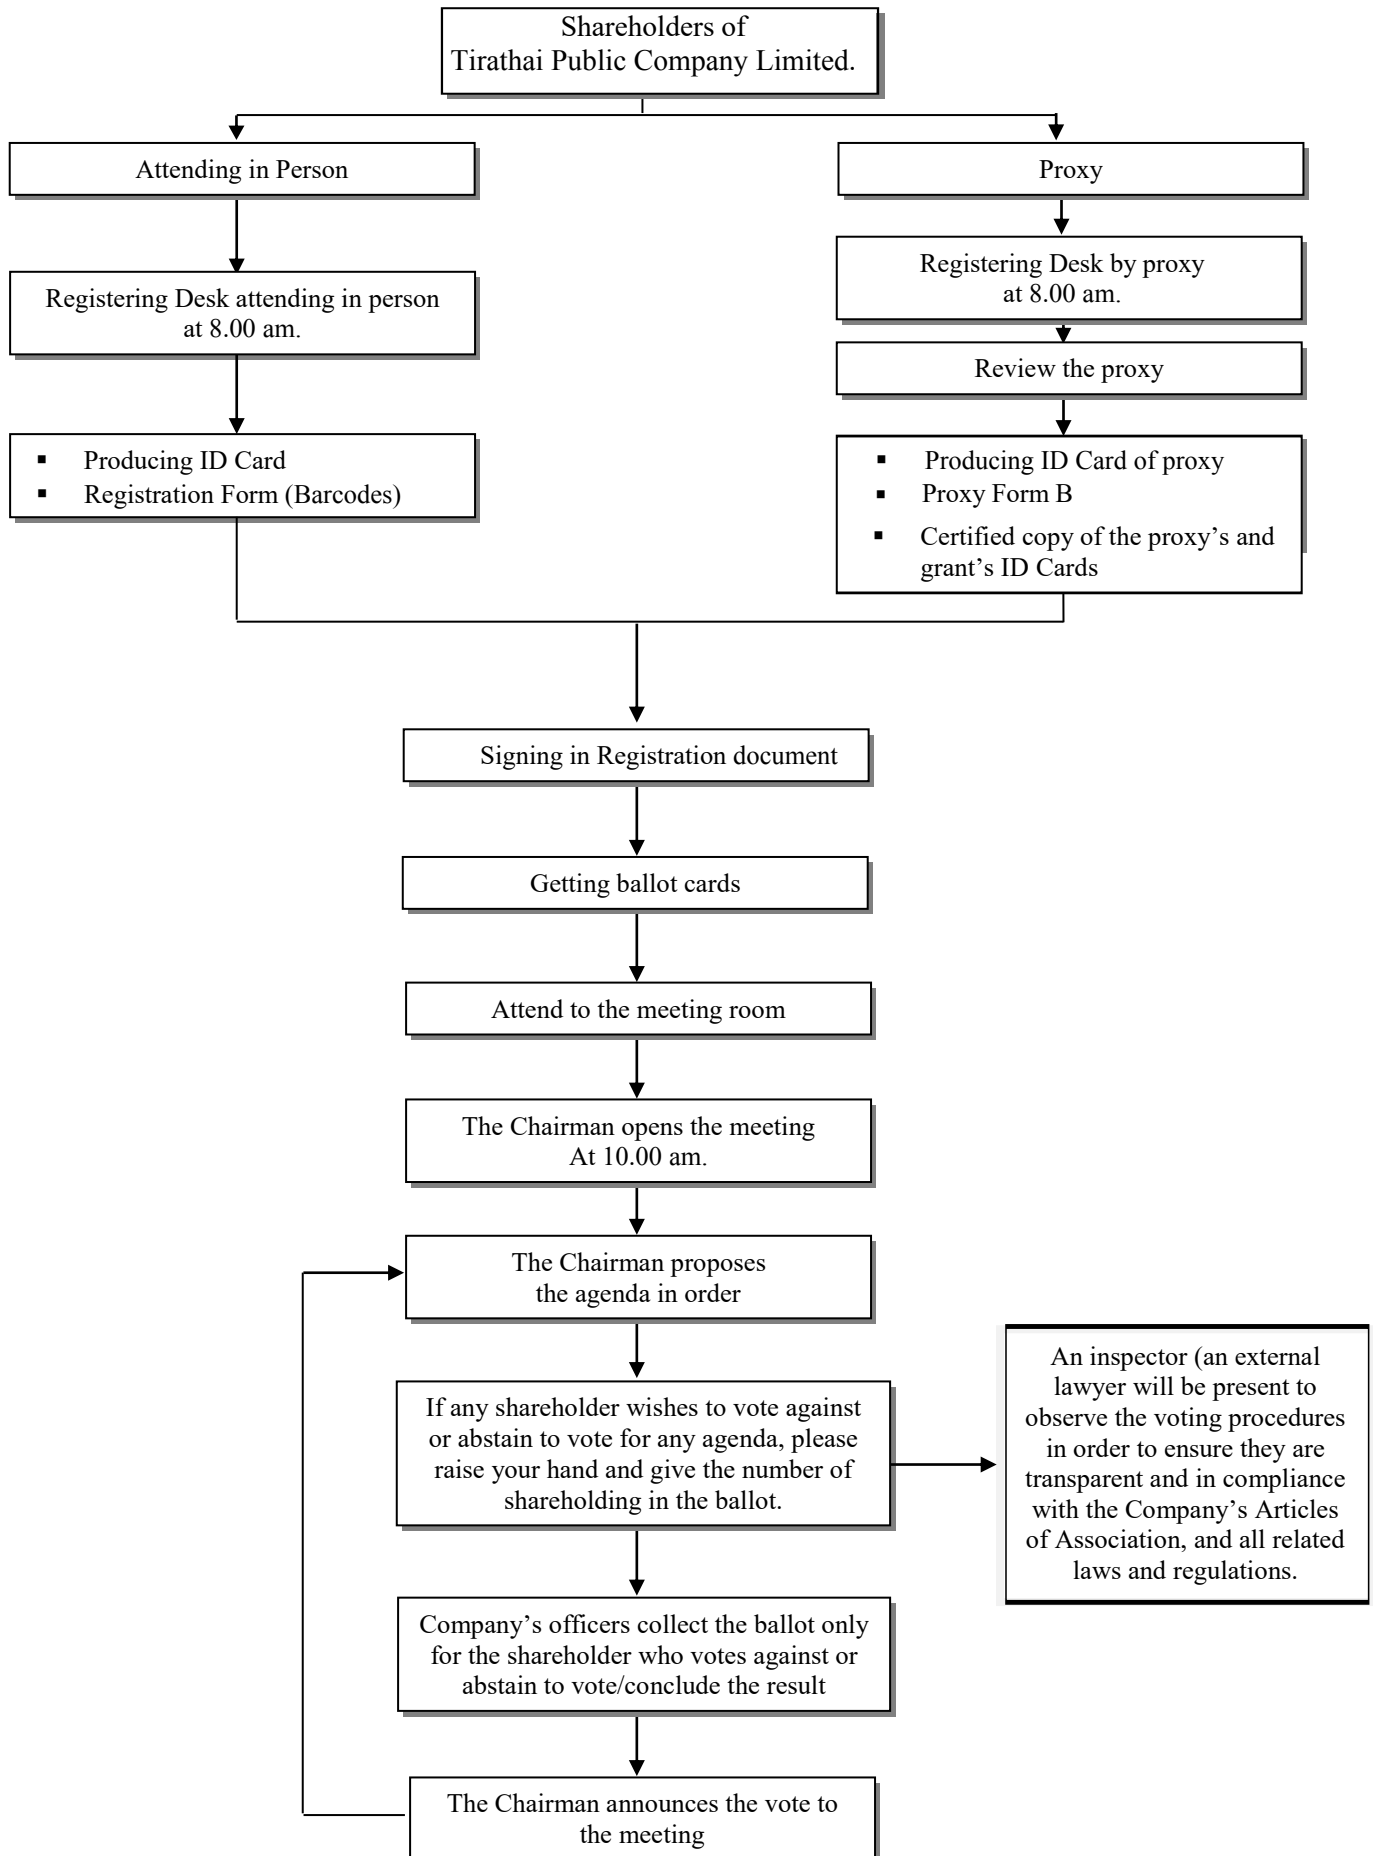 Shareholders of
Tirathai Public Company Limited.
Attending in Person
Registering Desk attending in person
at 8.00 am.
▪ Producing ID Card
▪ Registration Form (Barcodes)
Proxy
Registering Desk by proxy
at 8.00 am.
Review the proxy
▪ Producing ID Card of proxy
▪ Proxy Form B
▪ Certified copy of the proxy’s and
grant’s ID Cards
Signing in Registration document
Getting ballot cards
Attend to the meeting room
The Chairman opens the meeting
At 10.00 am.
The Chairman proposes
the agenda in order
If any shareholder wishes to vote against
or abstain to vote for any agenda, please
raise your hand and give the number of
shareholding in the ballot.
An inspector (an external
lawyer will be present to
observe the voting procedures
in order to ensure they are
transparent and in compliance
with the Company’s Articles
of Association, and all related
laws and regulations.
Company’s officers collect the ballot only
for the shareholder who votes against or
abstain to vote/conclude the result
The Chairman announces the vote to
the meeting